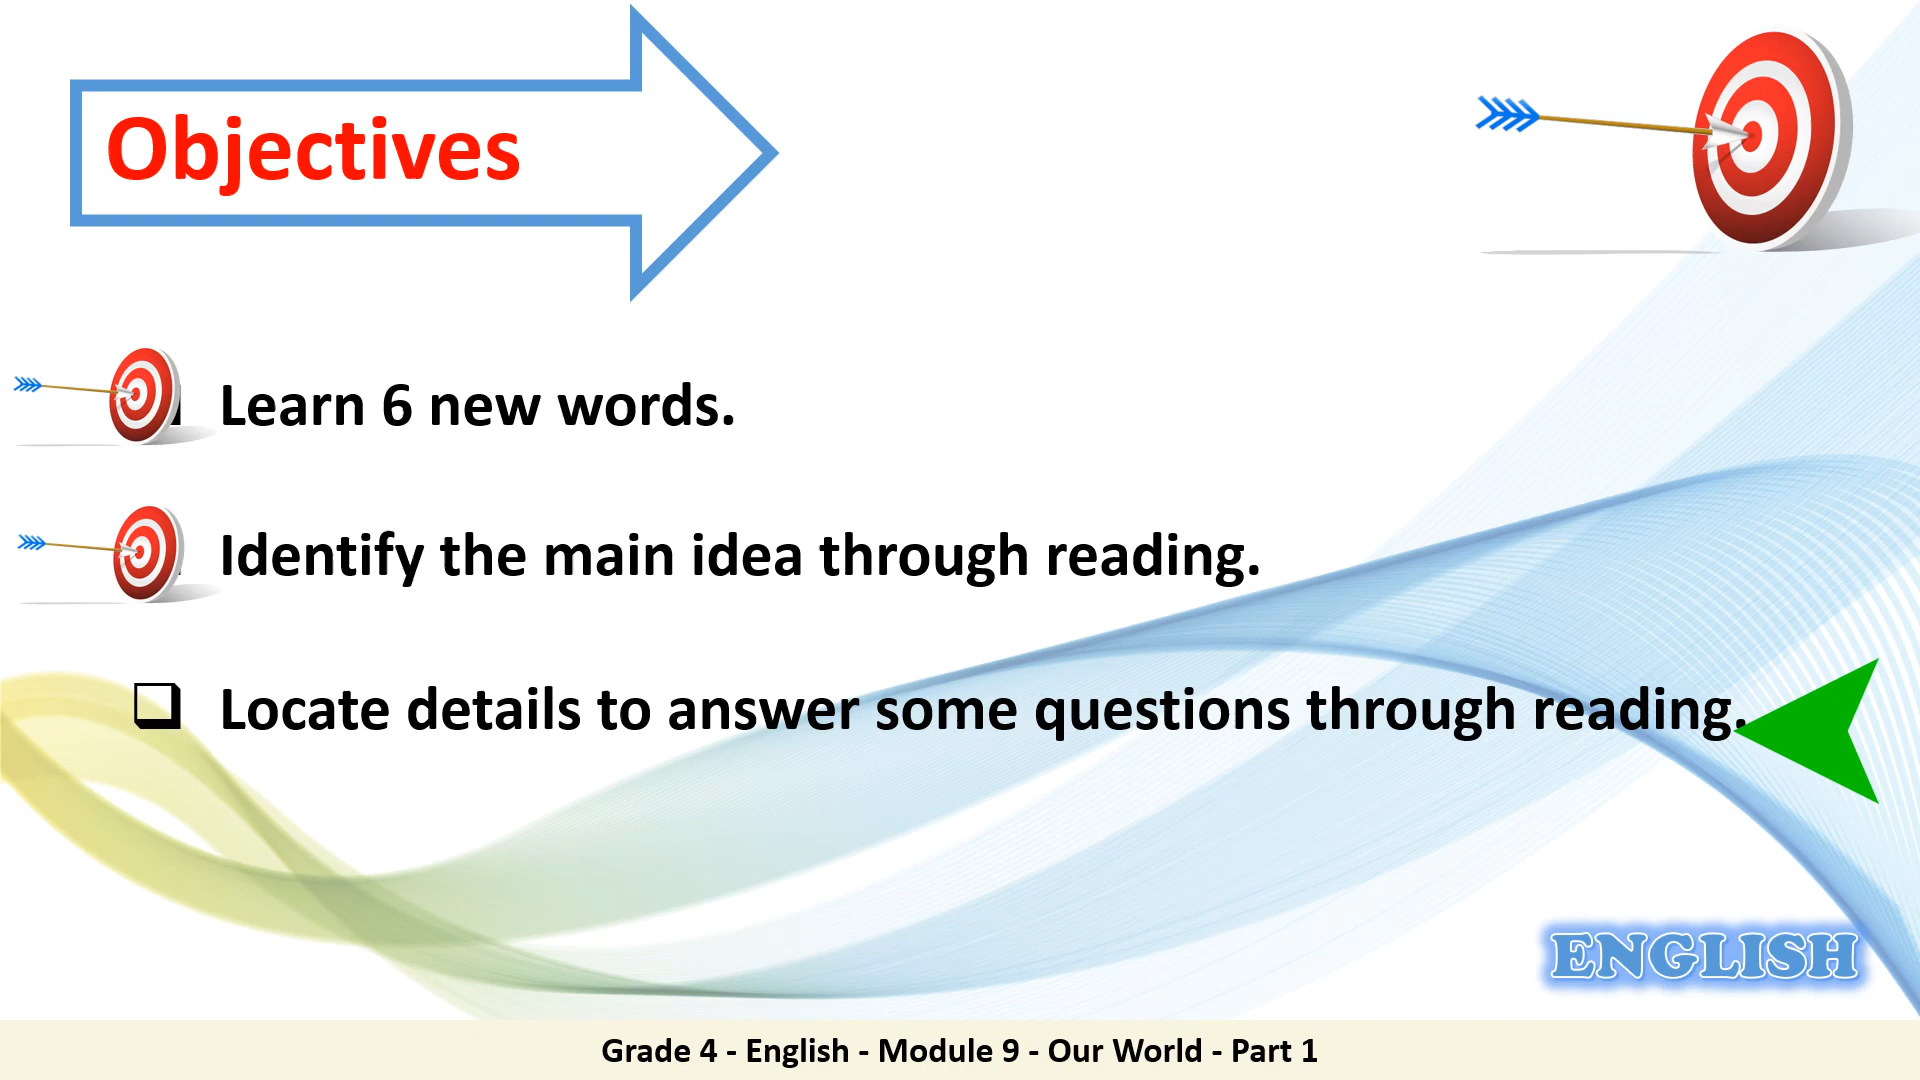 Objectives
Learn 6 new words.
Identify the main idea through reading.
❑ Locate details to answer some questions through reading.
ENGLISH
Grade 4 - English - Module 9 - Our World - Part 1